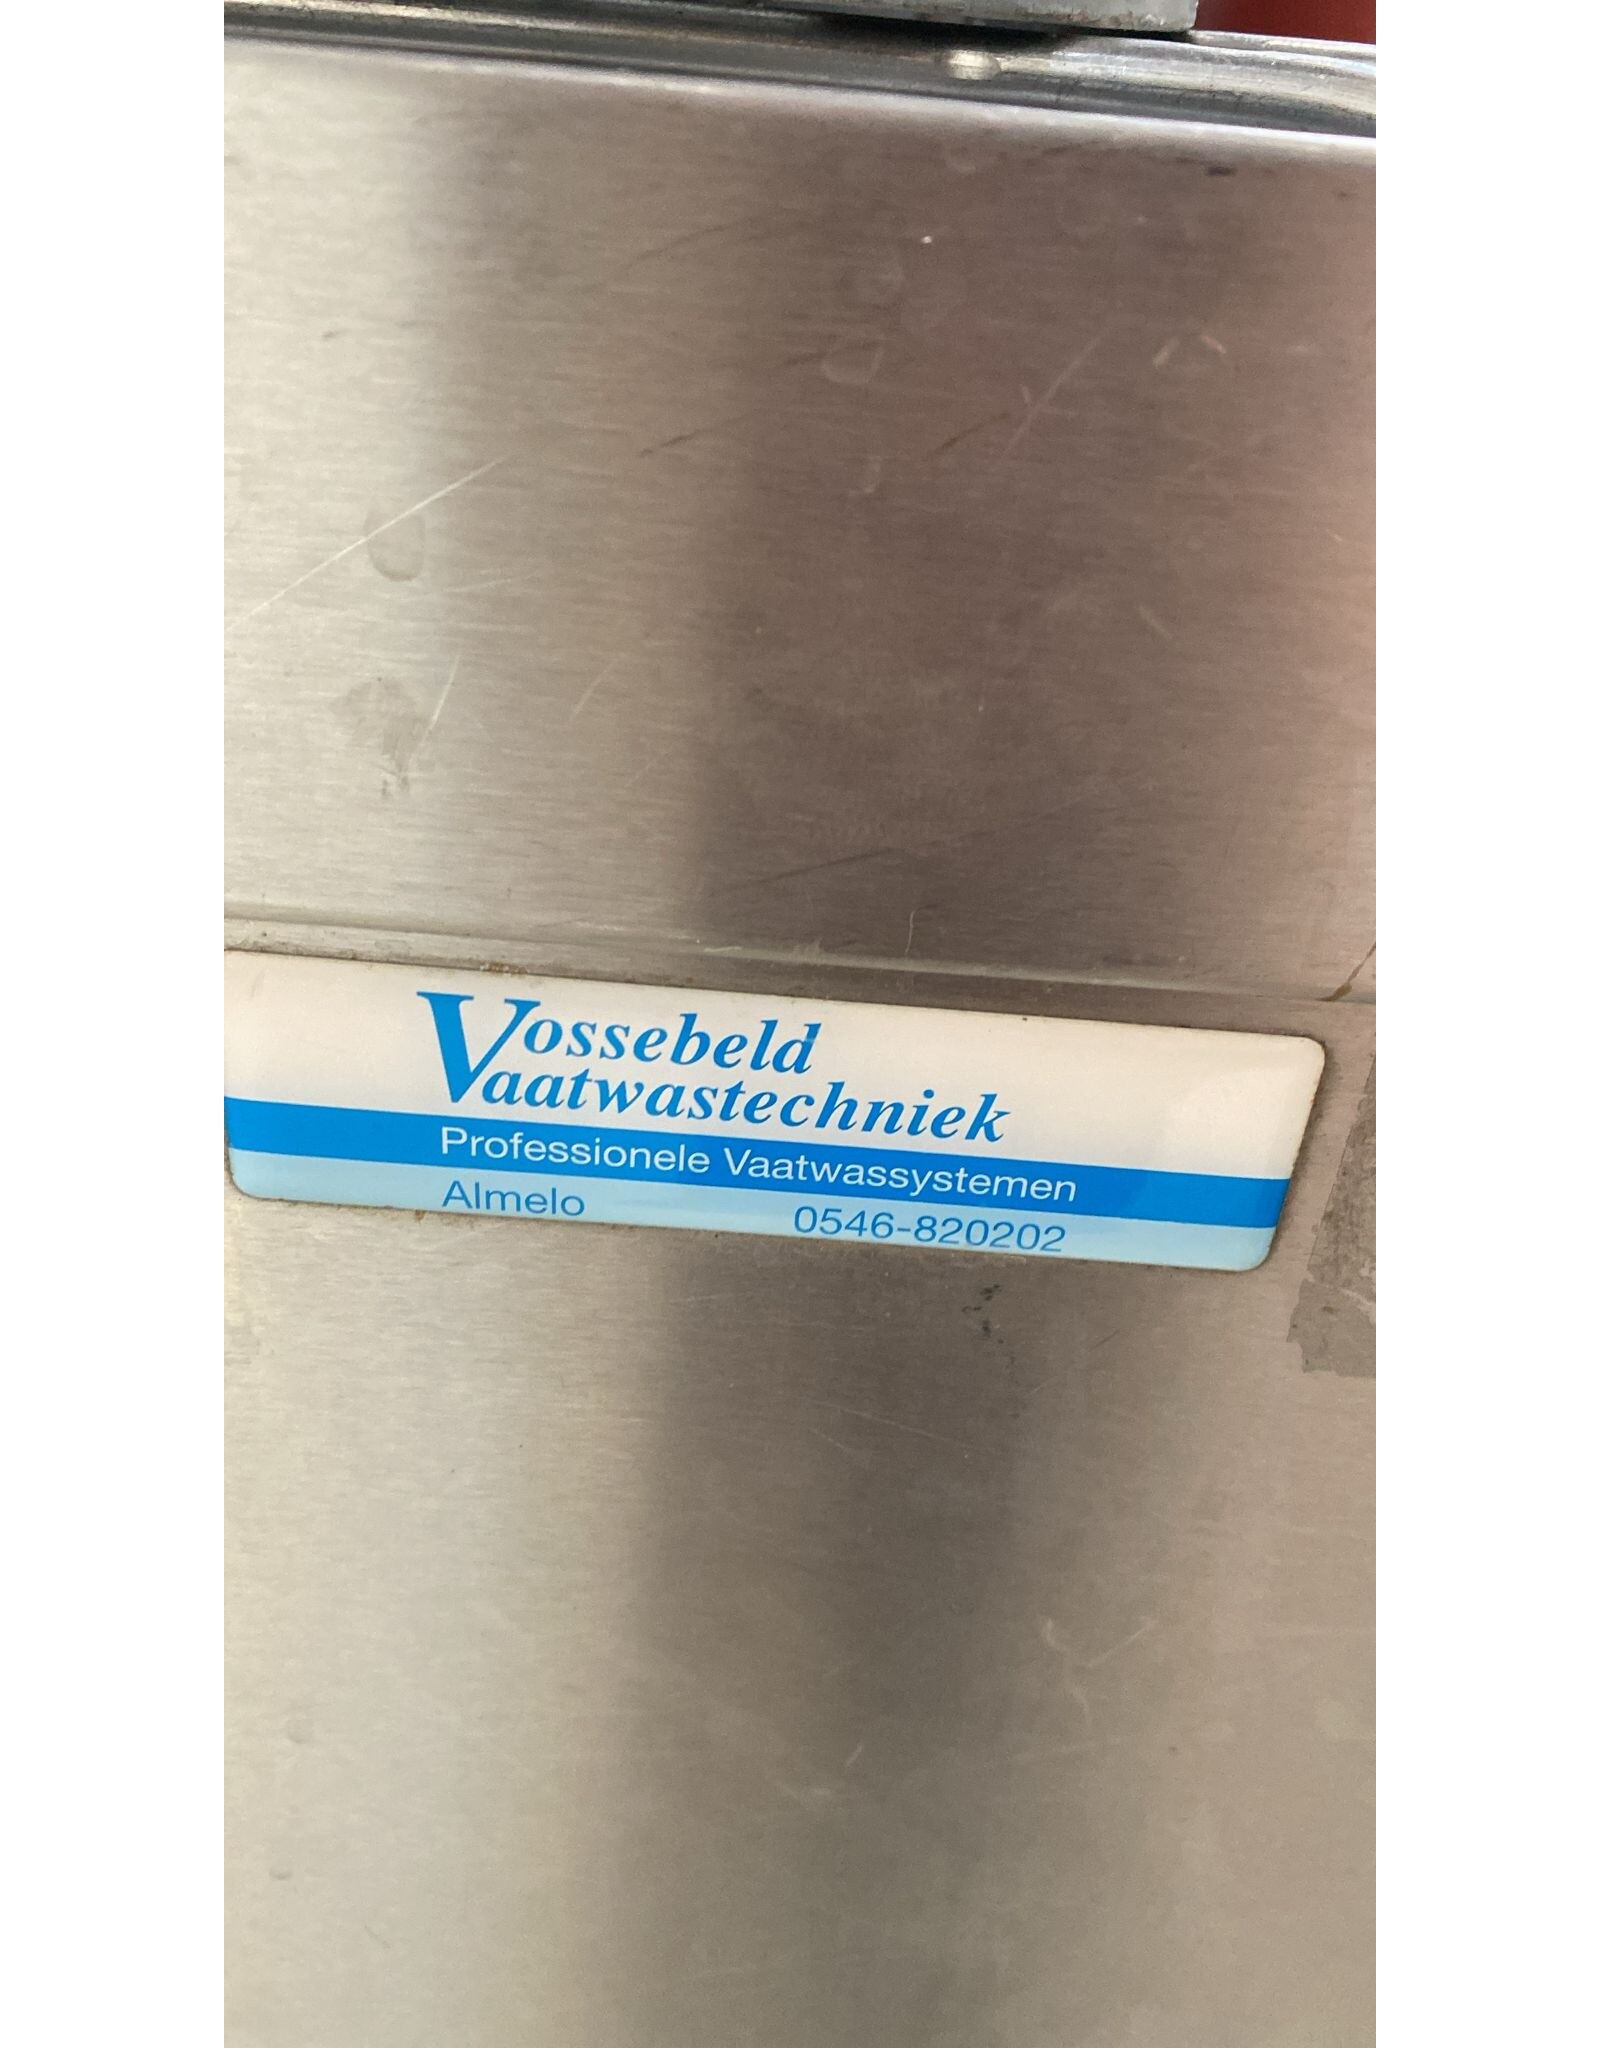 Vossebeld
Vaatwastechniek
Professionele Vaatwassystemen
Almelo 0546-820202